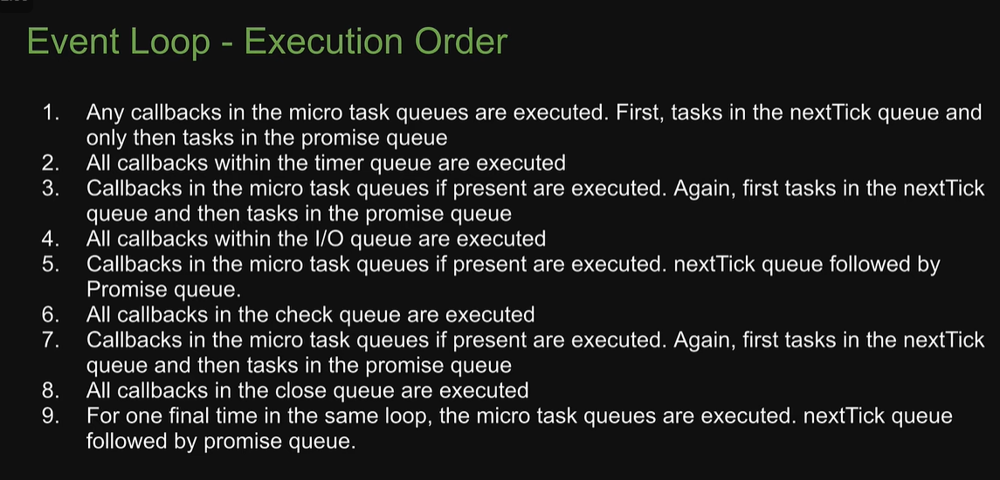 Event Loop - Execution Order
1. Any callbacks in the micro task queues are executed. First, tasks in the nextTick queue and
only then tasks in the promise queue
2. All callbacks within the timer queue are executed
3. Callbacks in the micro task queues if present are executed. Again, first tasks in the nextTick
queue and then tasks in the promise queue
4. All callbacks within the I/O queue are executed
5. Callbacks in the micro task queues if present are executed. nextTick queue followed by
Promise queue.
6. All callbacks in the check queue are executed
7. Callbacks in the micro task queues if present are executed. Again, first tasks in the nextTick
queue and then tasks in the promise queue
8. All callbacks in the close queue are executed
9. For one final time in the same loop, the micro task queues are executed. nextTick queue
followed by promise queue.